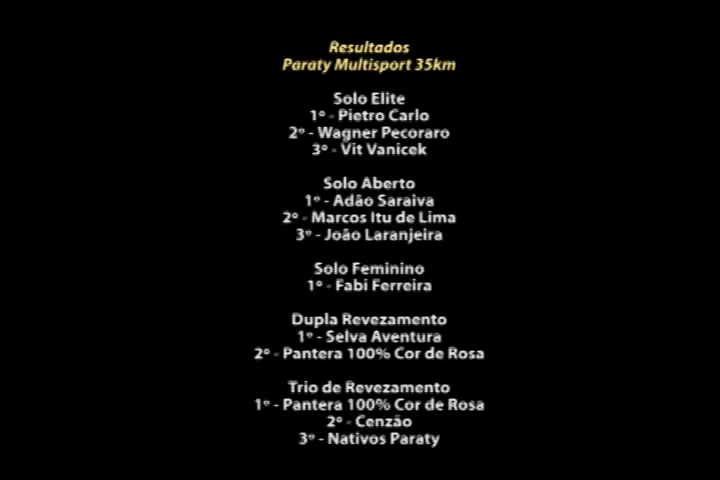 Resultados
Paraty Multisport 35km
Solo Elite
1º - Pietro Carlo
2º - Wagner Pecoraro
3º - Vit Vanicek
Solo Aberto
1º - Adão Saraiva
2º - Marcos Itu de Lima
3º - João Laranjeira
Solo Feminino
1º - Fabi Ferreira
Dupla Revezamento
1º - Selva Aventura
2º - Pantera 100% Cor de Rosa
Trio de Revezamento
1º - Pantera 100% Cor de Rosa
2º - Cenzão
3º - Nativos Paraty